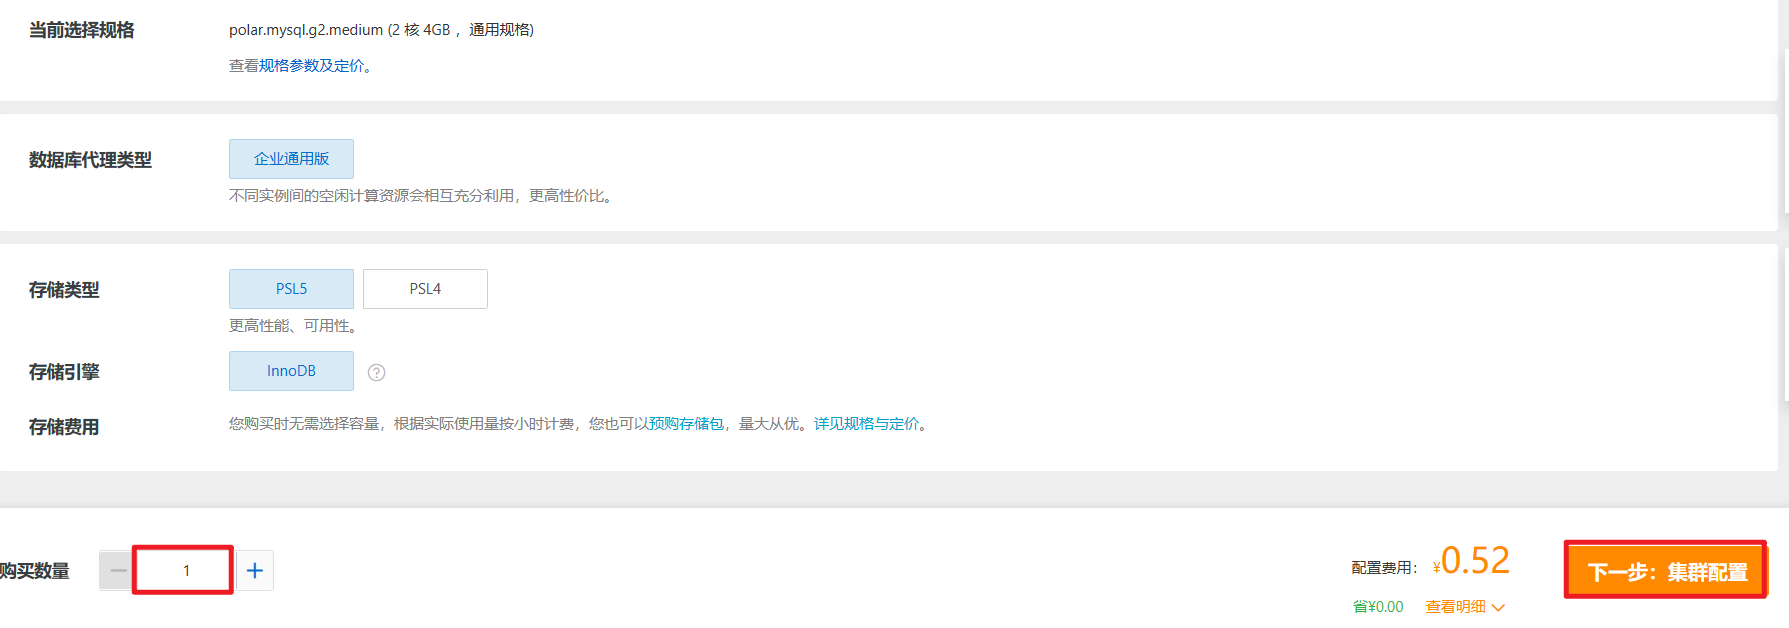 当前选择规格
polar.mysql.g2.medium (2 核 4GB ，通用规格)
查看规格参数及定价。
数据库代理类型
企业通用版
不同实例间的空闲计算资源会相互充分利用，更高性价比。
存储类型
PSL5
PSL4
更高性能、可用性。
存储引擎
InnoDB
?
存储费用
您购买时无需选择容量，根据实际使用量按小时计费，您也可以预购存储包，量大从优。详见规格与定价。
购买数量
1
配置费用：
¥0.52
下一步：集群配置
省¥0.00
查看明细